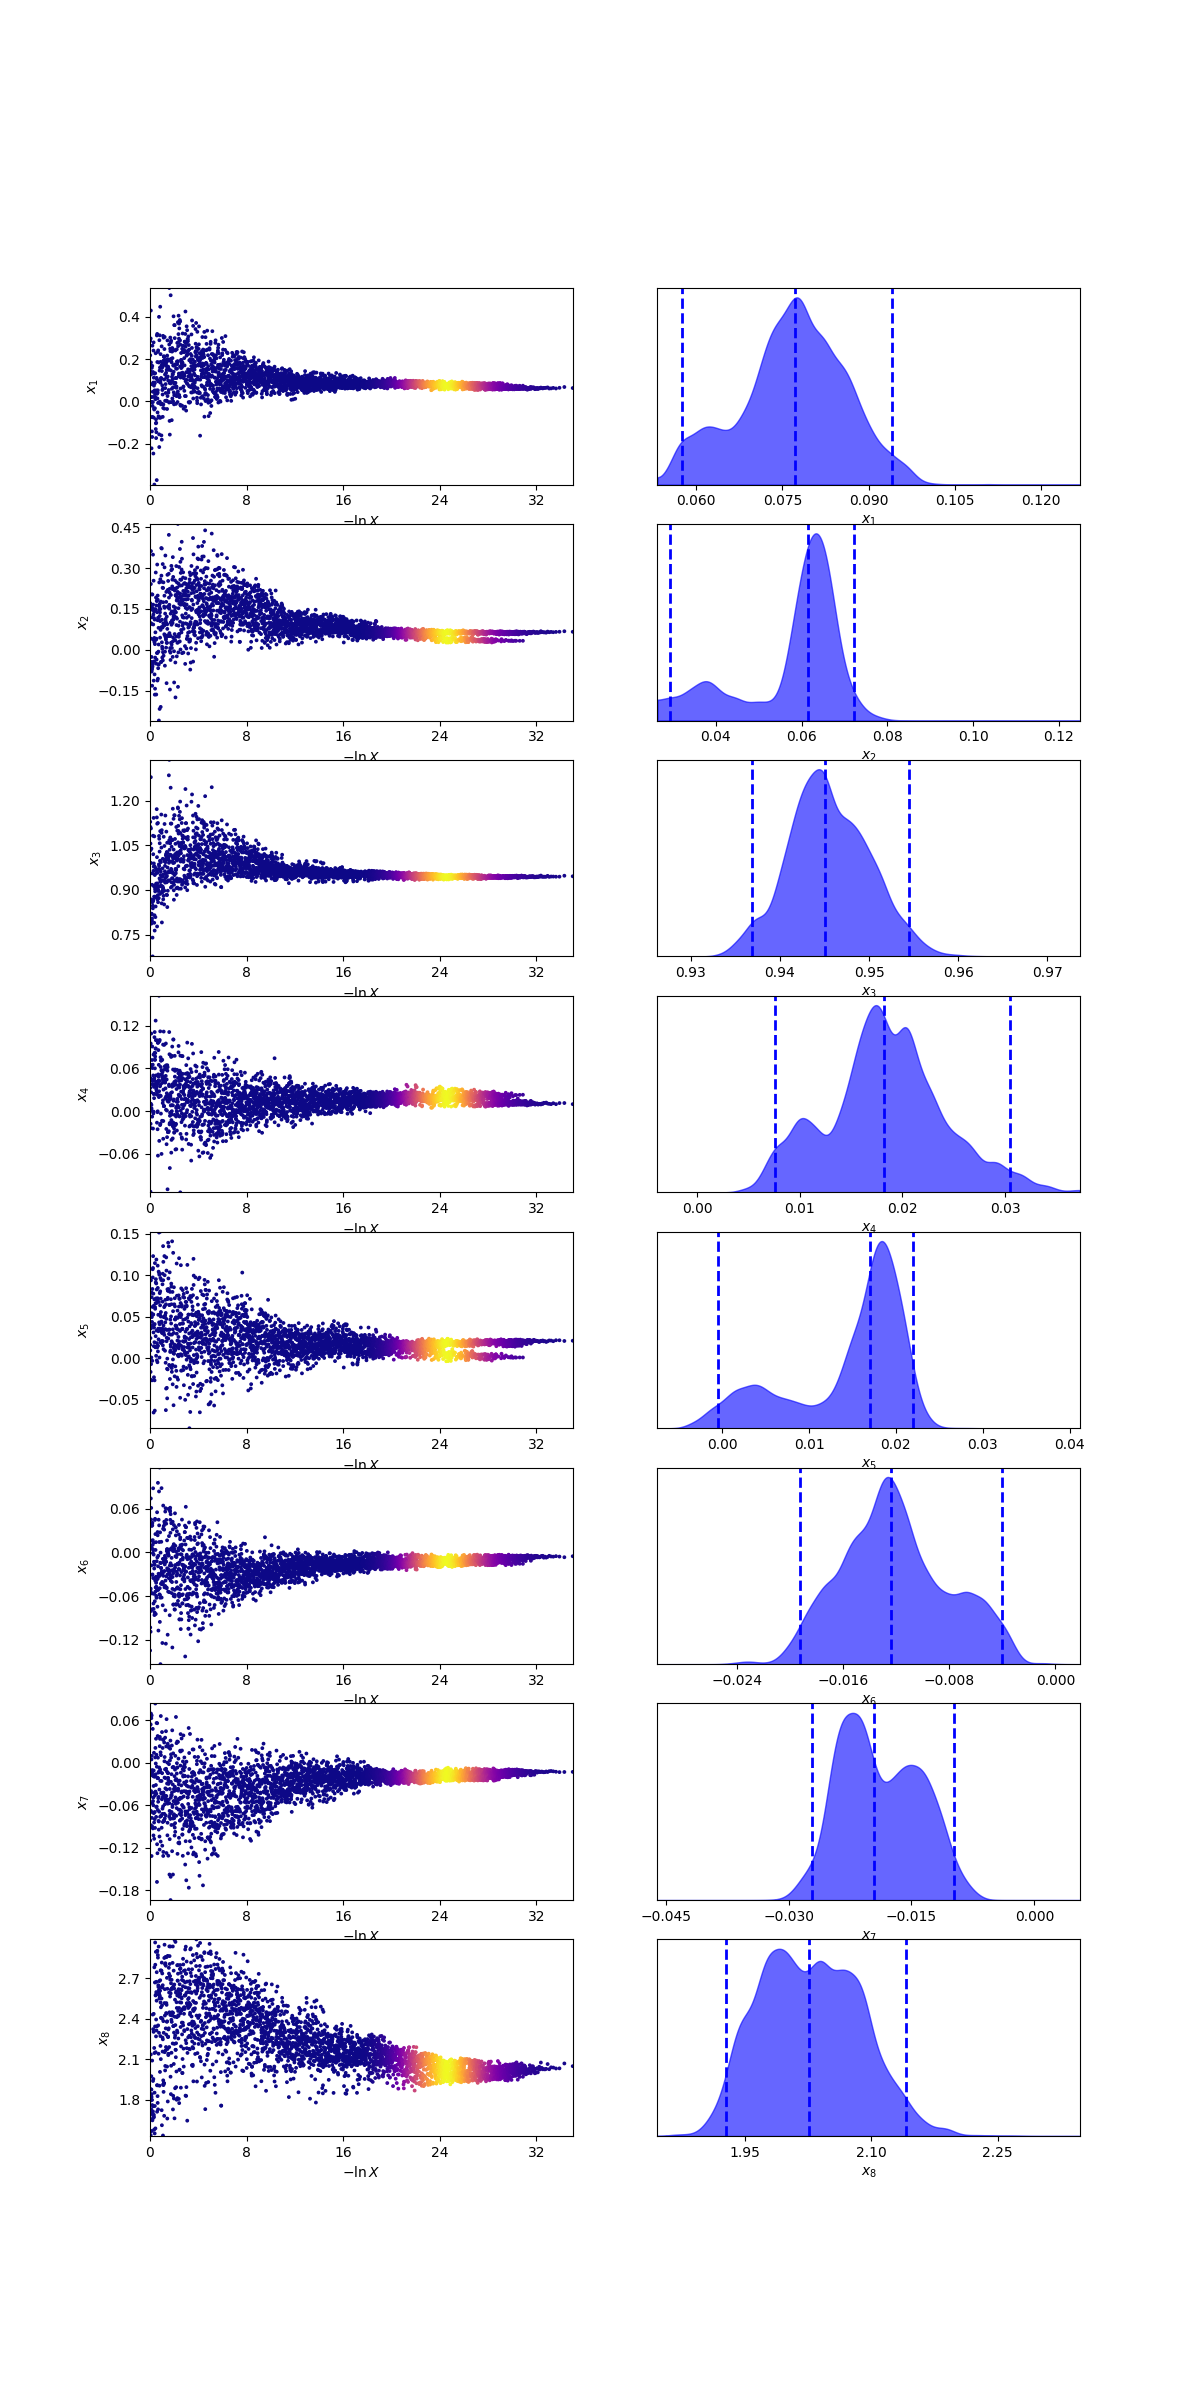 0.4
0.2
0.0
−0.2
x₁
0 8 16 24 32
−ln X
0.060 0.075 0.090 0.105 0.120
x₁
0.45
0.30
0.15
0.00
−0.15
x₂
0 8 16 24 32
−ln X
0.04 0.06 0.08 0.10 0.12
x₂
1.20
1.05
0.90
0.75
x₃
0 8 16 24 32
−ln X
0.93 0.94 0.95 0.96 0.97
x₃
0.12
0.06
0.00
−0.06
x₄
0 8 16 24 32
−ln X
0.00 0.01 0.02 0.03
x₄
0.15
0.10
0.05
0.00
−0.05
x₅
0 8 16 24 32
−ln X
0.00 0.01 0.02 0.03 0.04
x₅
0.06
0.00
−0.06
−0.12
x₆
0 8 16 24 32
−ln X
−0.024 −0.016 −0.008 0.000
x₆
0.06
0.00
−0.06
−0.12
−0.18
x₇
0 8 16 24 32
−ln X
−0.045 −0.030 −0.015 0.000
x₇
2.7
2.4
2.1
1.8
x₈
0 8 16 24 32
−ln X
1.95 2.10 2.25
x₈